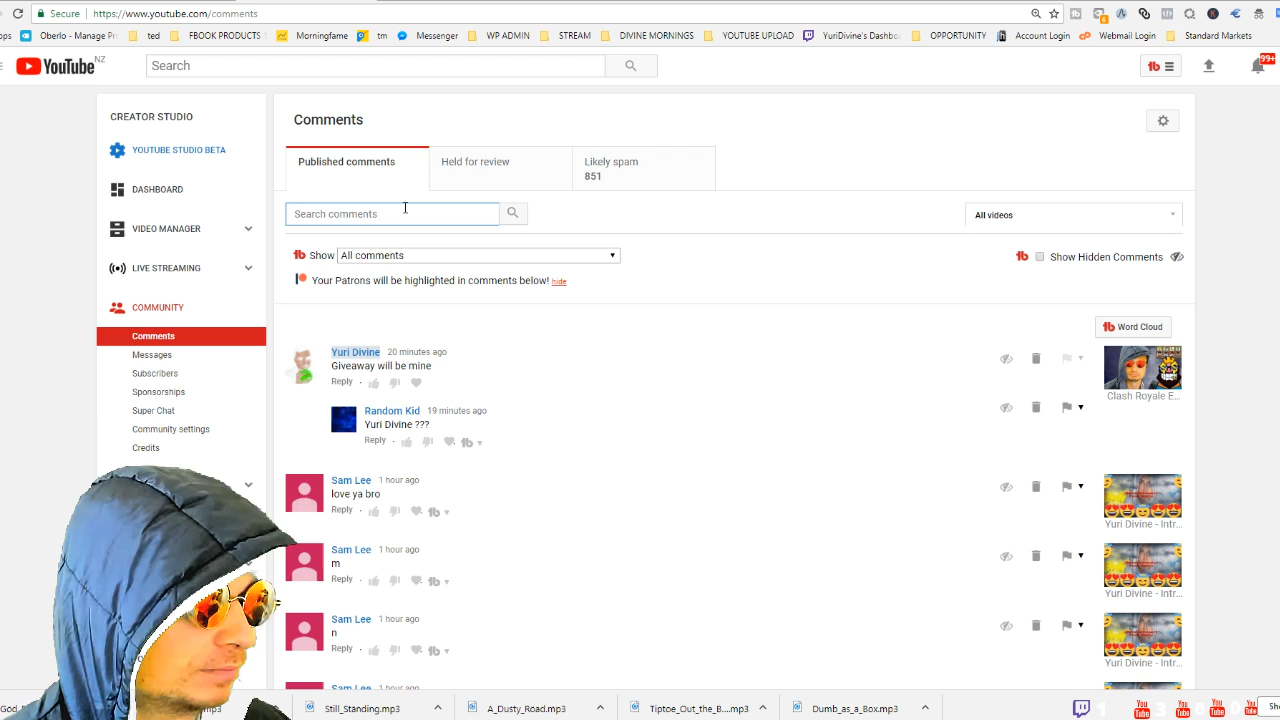 Secure
https://www.youtube.com/comments
Oberlo - Manage Pr
ted
FBOOK PRODUCTS
Morningfame
tm
Messenger
WP ADMIN
STREAM
DIVINE MORNINGS
YOUTUBE UPLOAD
YuriDivine's Dashbo
OPPORTUNITY
Account Login
Webmail Login
Standard Markets
YouTube NZ
Search
99+
CREATOR STUDIO
YOUTUBE STUDIO BETA
DASHBOARD
VIDEO MANAGER
LIVE STREAMING
COMMUNITY
Comments
Messages
Subscribers
Sponsorships
Super Chat
Community settings
Credits
Comments
Published comments
Held for review
Likely spam
851
Search comments
All videos
Show All comments
Show Hidden Comments
Your Patrons will be highlighted in comments below! hide
Word Cloud
Yuri Divine 20 minutes ago
Giveaway will be mine
Reply
Clash Royale E...
Random Kid 19 minutes ago
Yuri Divine ???
Reply
Sam Lee 1 hour ago
love ya bro
Reply
Yuri Divine - Intr...
Sam Lee 1 hour ago
m
Reply
Yuri Divine - Intr...
Sam Lee 1 hour ago
n
Reply
Yuri Divine - Intr...
Sam Lee 1 hour ago
God
.mp3
Still_Standing.mp3
A_Dusty_Road.mp3
Tiptoe_Out_the_B....mp3
Dumb_as_a_Box.mp3